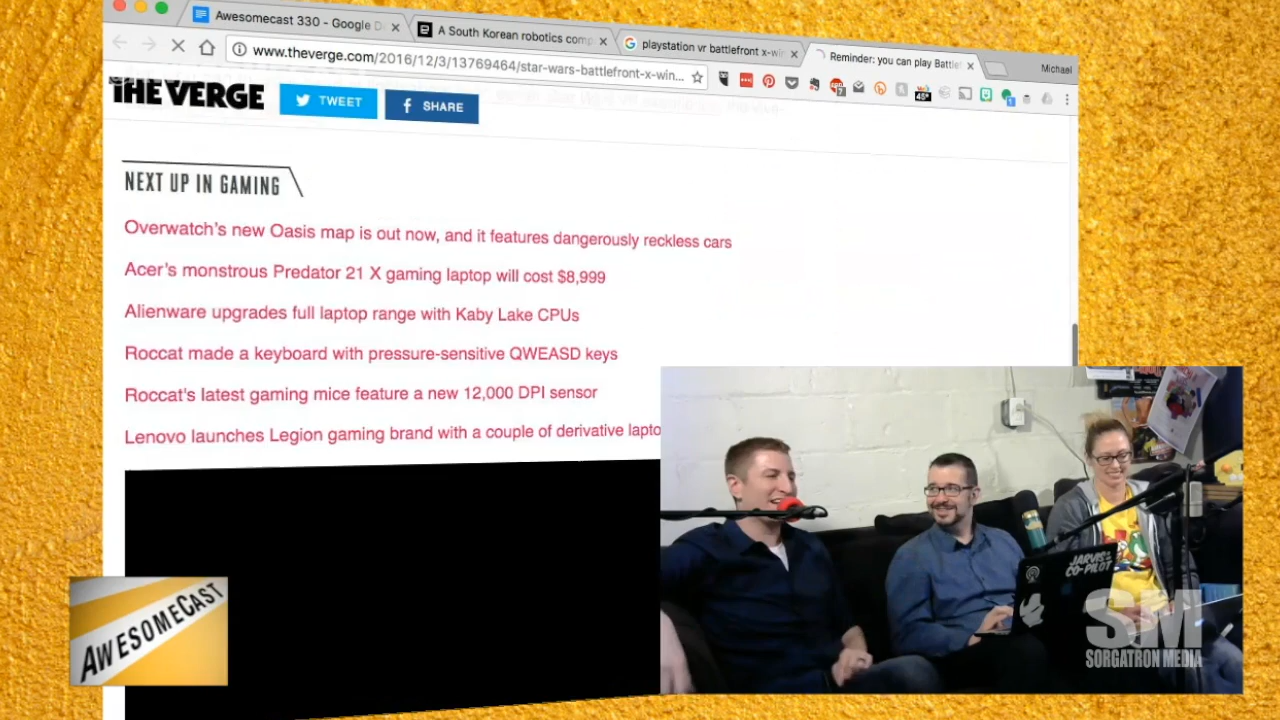 Awesomecast 330 - Google D
A South Korean robotics comp
playstation vr battlefront x-win
Reminder: you can play Battle
Michael
www.theverge.com/2016/12/3/13769464/star-wars-battlefront-x-win...
45°
THE VERGE
TWEET
SHARE
NEXT UP IN GAMING
Overwatch's new Oasis map is out now, and it features dangerously reckless cars
Acer's monstrous Predator 21 X gaming laptop will cost $8,999
Alienware upgrades full laptop range with Kaby Lake CPUs
Roccat made a keyboard with pressure-sensitive QWEASD keys
Roccat's latest gaming mice feature a new 12,000 DPI sensor
Lenovo launches Legion gaming brand with a couple of derivative lapto
JARVIS IS
CO-PILOT
AWESOMECAST
SM
SORGATRON MEDIA